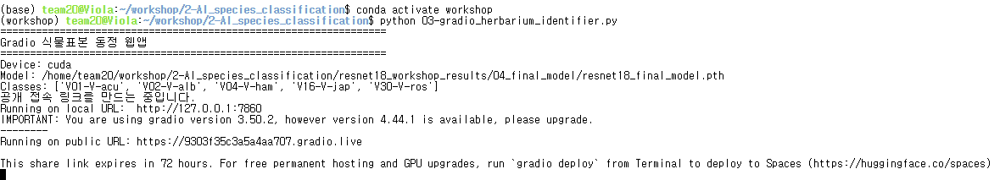 (base) team20@Viola:~/workshop/2-AI_species_classification$ conda activate workshop
(workshop) team20@Viola:~/workshop/2-AI_species_classification$ python 03-gradio_herbarium_identifier.py
=================================================================
Gradio 식물표본 동정 웹앱
=================================================================
Device: cuda
Model: /home/team20/workshop/2-AI_species_classification/resnet18_workshop_results/04_final_model/resnet18_final_model.pth
Classes: ['V01-V-acu', 'V02-V-alb', 'V04-V-ham', 'V16-V-jap', 'V30-V-ros']
공개 접속 링크를 만드는 중입니다.
Running on local URL:  http://127.0.0.1:7860
IMPORTANT: You are using gradio version 3.50.2, however version 4.44.1 is available, please upgrade.
--------
Running on public URL: https://9303f35c3a5a4aa707.gradio.live
This share link expires in 72 hours. For free permanent hosting and GPU upgrades, run `gradio deploy` from Terminal to deploy to Spaces (https://huggingface.co/spaces)